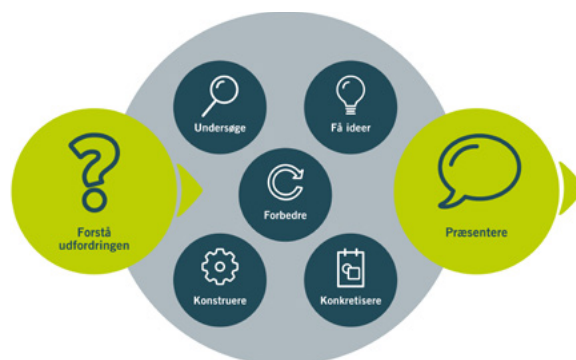 Forstå
udfordringen
Undersøge
Få ideer
Forbedre
Konstruere
Konkretisere
Præsentere